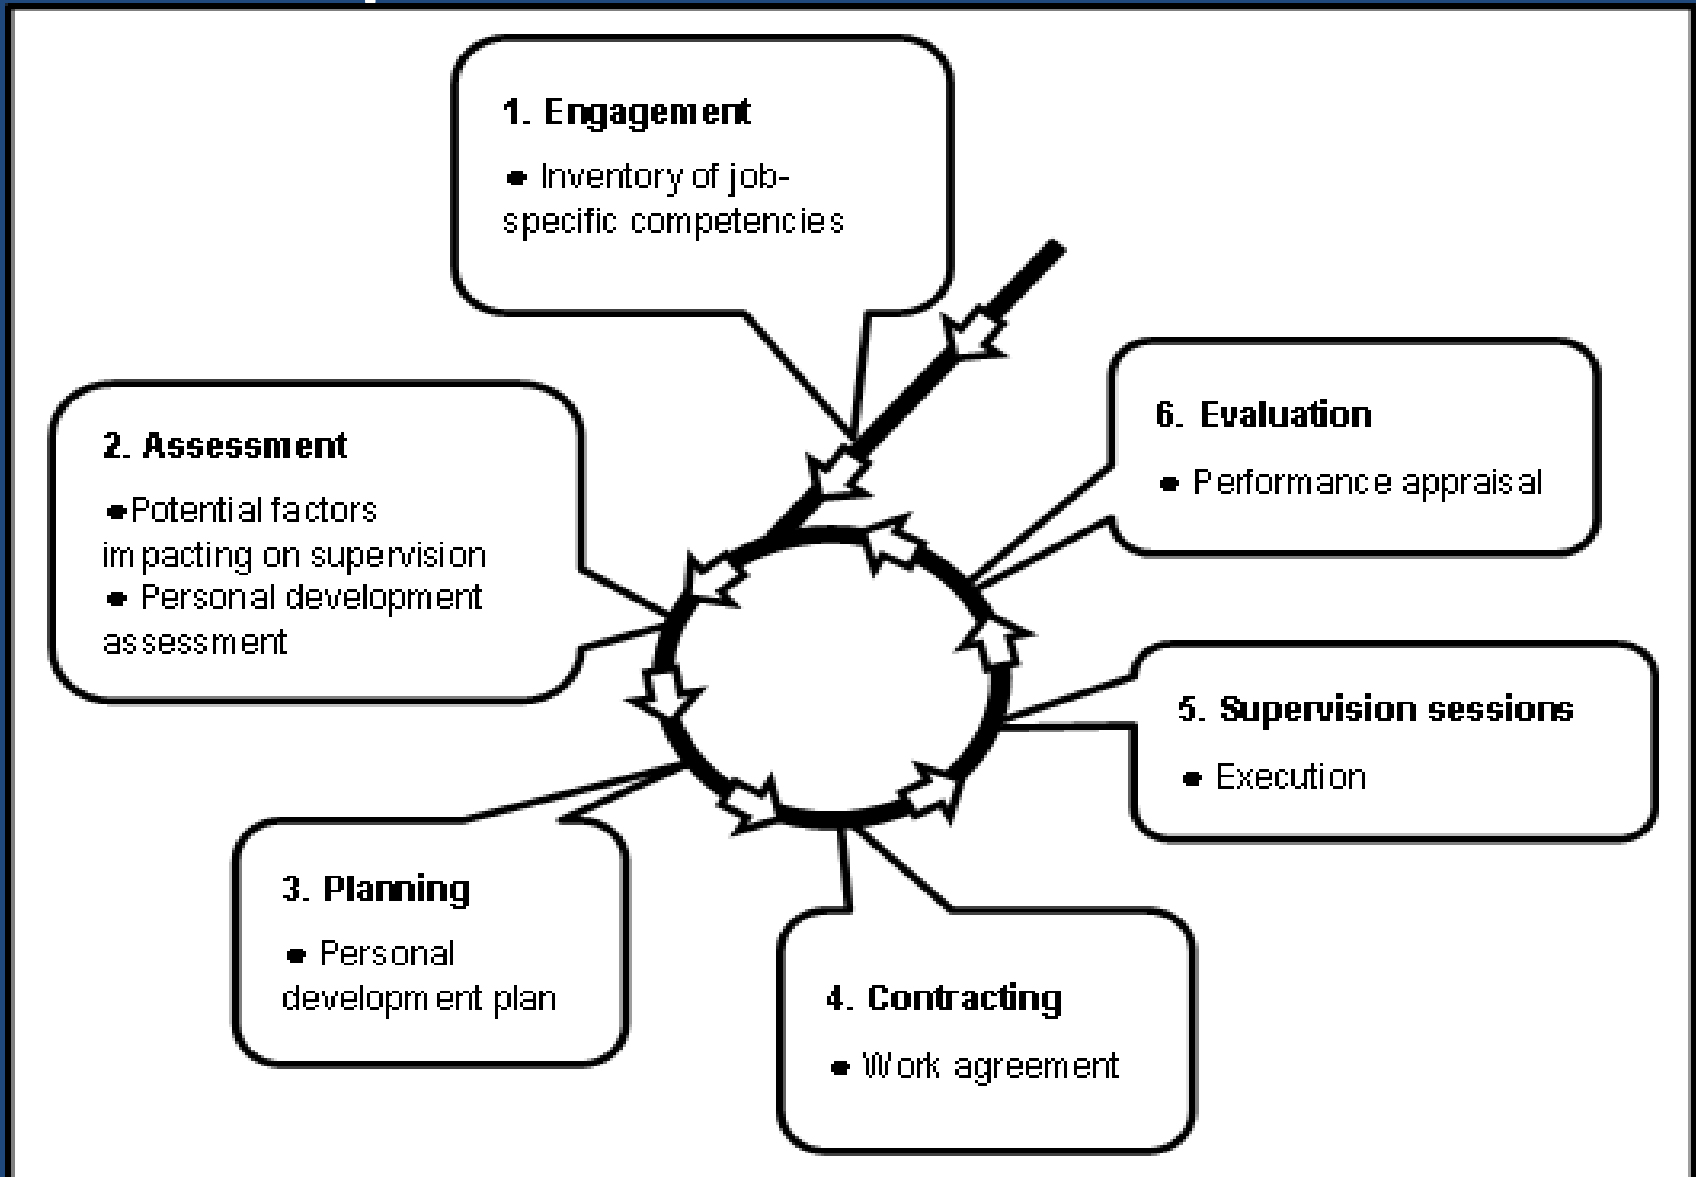 1. Engagement
● Inventory of job-
specific competencies
2. Assessment
●Potential factors
impacting on supervision
● Personal development
assessment
3. Planning
● Personal
development plan
4. Contracting
● Work agreement
5. Supervision sessions
● Execution
6. Evaluation
● Performance appraisal